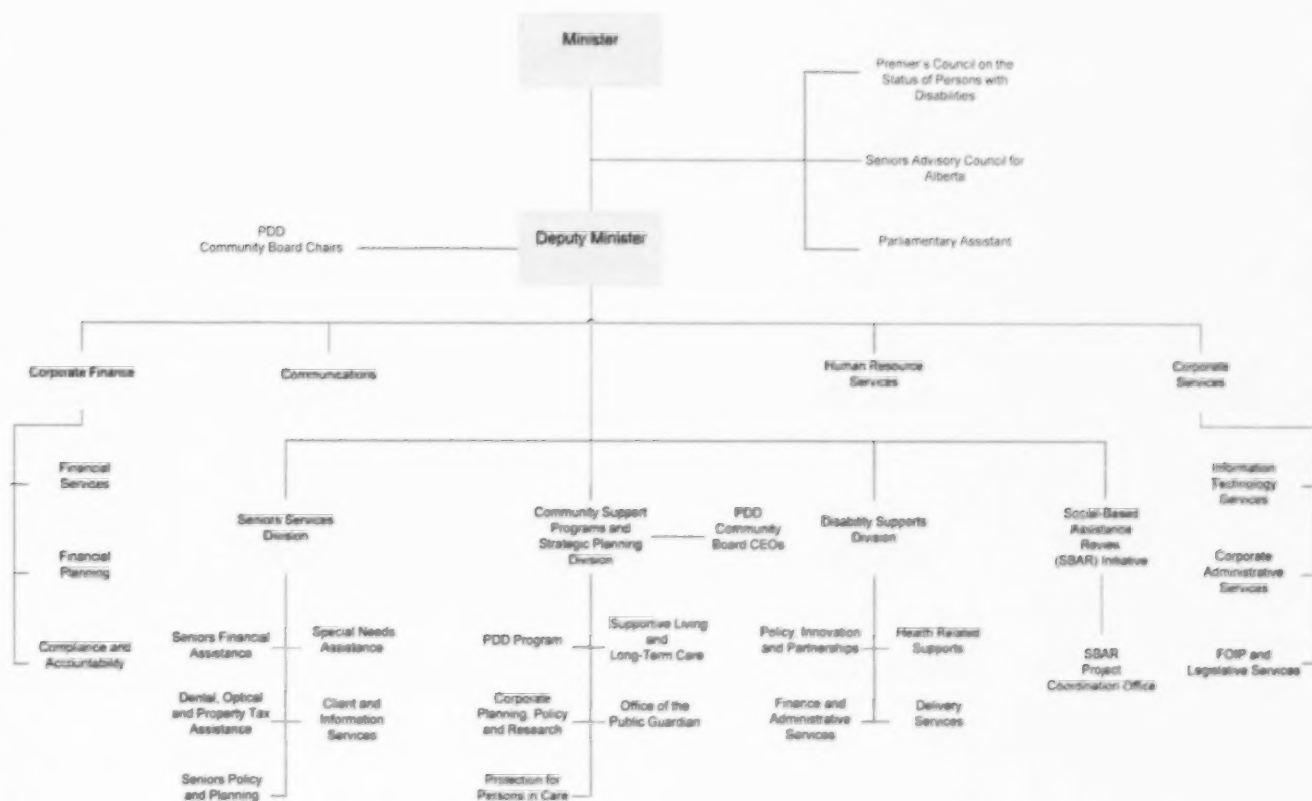 Minister
Premier's Council on the
Status of Persons with
Disabilities
Seniors Advisory Council for
Alberta
Parliamentary Assistant
PDD
Community Board Chairs
Deputy Minister
Corporate Finance
Communications
Human Resource
Services
Corporate
Services
Financial
Services
Financial
Planning
Compliance and
Accountability
Seniors Services
Division
Seniors Financial
Assistance
Special Needs
Assistance
Dental, Optical
and Property Tax
Assistance
Client and
Information
Services
Seniors Policy
and Planning
Community Support
Programs and
Strategic Planning
Division
PDD
Community
Board CEOs
PDD Program
Supportive Living
and
Long-Term Care
Corporate
Planning, Policy
and Research
Office of the
Public Guardian
Protection for
Persons in Care
Disability Supports
Division
Policy, Innovation
and Partnerships
Health Related
Supports
Finance and
Administrative
Services
Delivery
Services
Social-Based
Assistance
Review
(SBAR) Initiative
SBAR
Project
Coordination Office
Information
Technology
Services
Corporate
Administrative
Services
FOIP and
Legislative Services